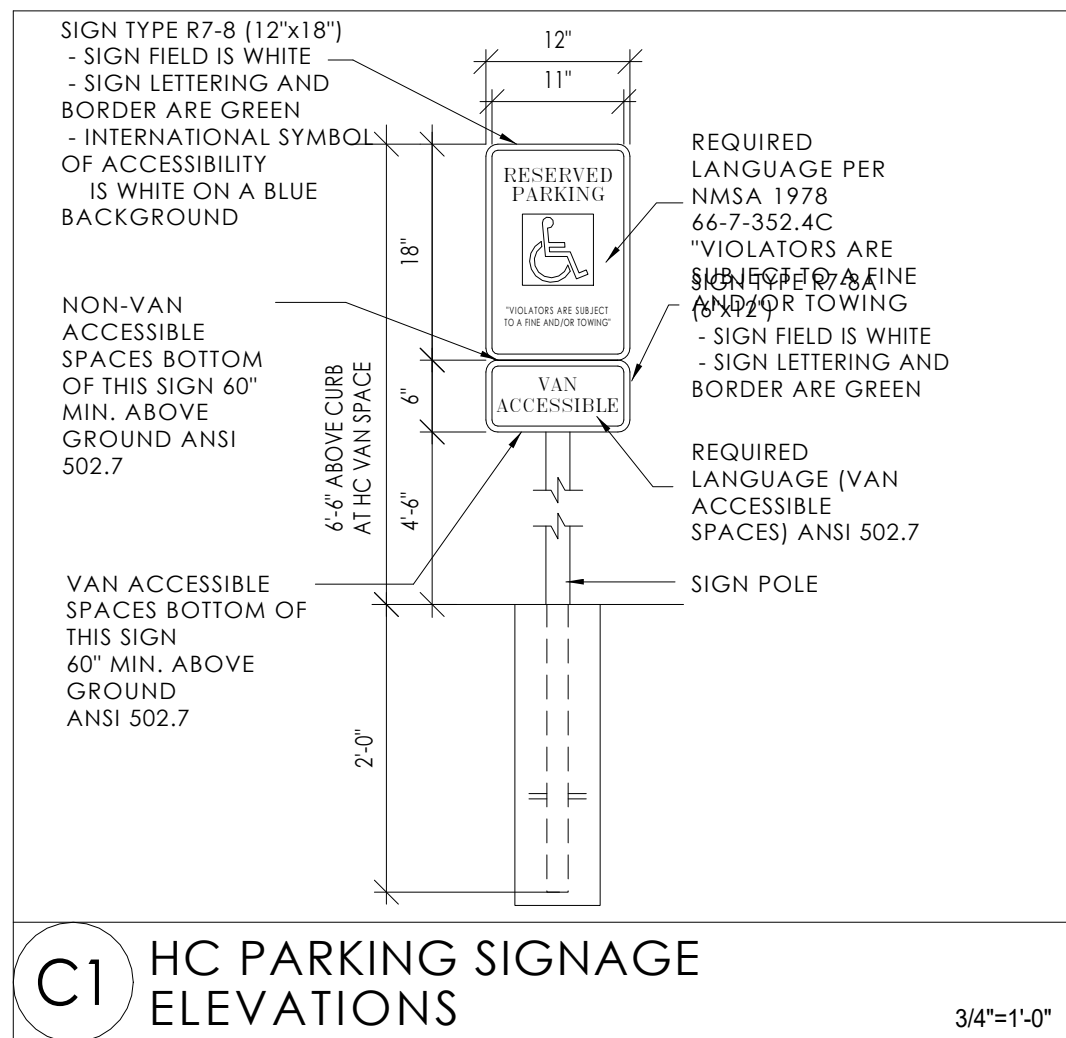 SIGN TYPE R7-8 (12"x18")
- SIGN FIELD IS WHITE
- SIGN LETTERING AND
BORDER ARE GREEN
- INTERNATIONAL SYMBOL
OF ACCESSIBILITY
IS WHITE ON A BLUE
BACKGROUND
NON-VAN
ACCESSIBLE
SPACES BOTTOM
OF THIS SIGN 60"
MIN. ABOVE
GROUND ANSI
502.7
VAN ACCESSIBLE
SPACES BOTTOM OF
THIS SIGN
60" MIN. ABOVE
GROUND
ANSI 502.7
12"
11"
18"
6"
4'-6"
6'-6" ABOVE CURB
AT HC VAN SPACE
2'-0"
RESERVED
PARKING
"VIOLATORS ARE SUBJECT
TO A FINE AND/OR TOWING"
VAN
ACCESSIBLE
REQUIRED
LANGUAGE PER
NMSA 1978
66-7-352.4C
"VIOLATORS ARE
SUBJECT TO A FINE
AND/OR TOWING
SIGN TYPE R7-8A
(6"x12")
- SIGN FIELD IS WHITE
- SIGN LETTERING AND
BORDER ARE GREEN
REQUIRED
LANGUAGE (VAN
ACCESSIBLE
SPACES) ANSI 502.7
SIGN POLE
C1
HC PARKING SIGNAGE
ELEVATIONS
3/4"=1'-0"